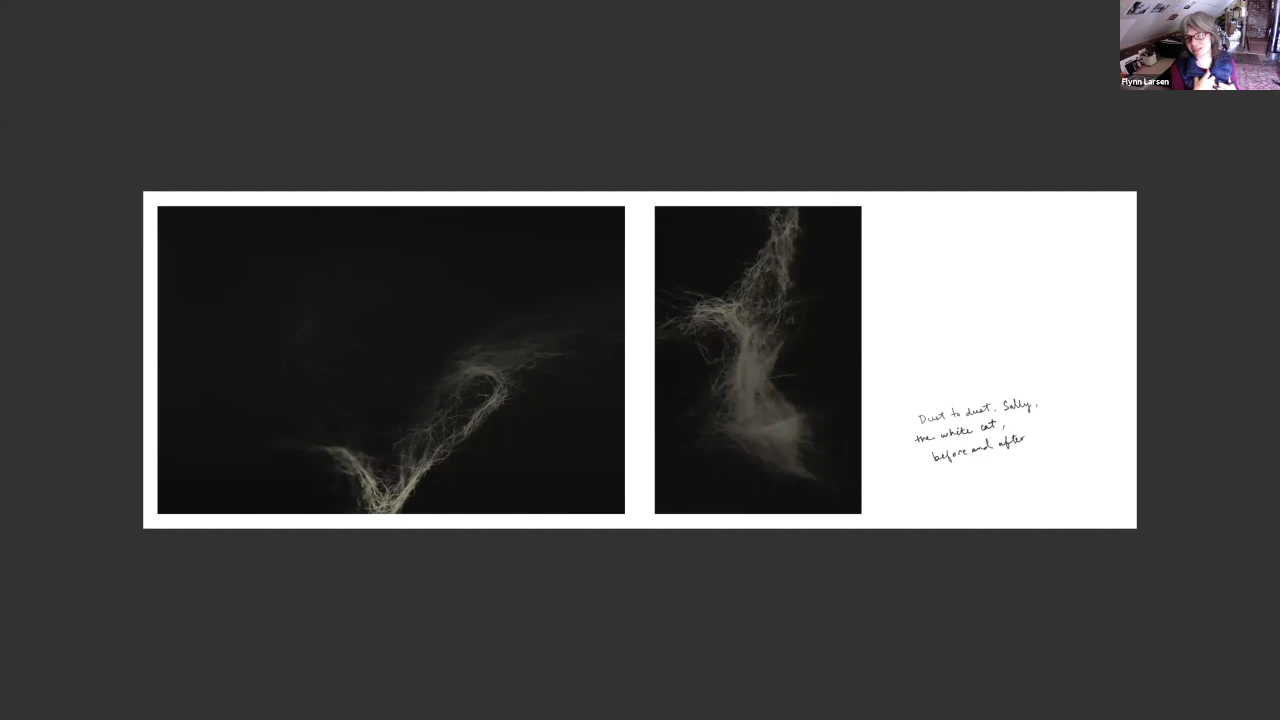 Flynn Larsen
Dust to dust. Sally,
the white cat,
before and after